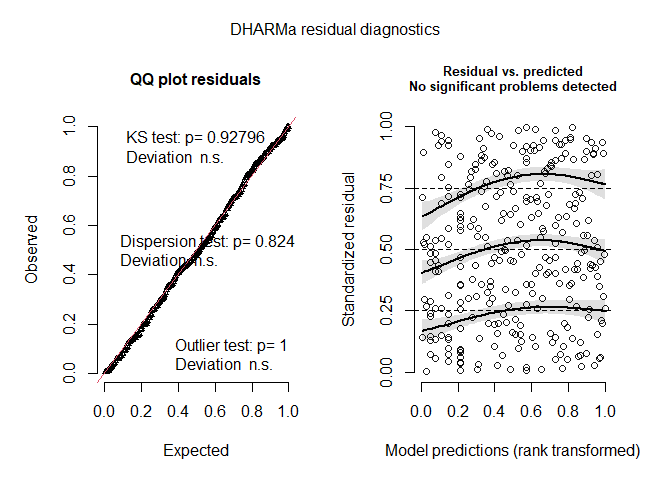 DHARMa residual diagnostics
QQ plot residuals
KS test: p= 0.92796
Deviation n.s.
Dispersion test: p= 0.824
Deviation n.s.
Outlier test: p= 1
Deviation n.s.
Observed
0.0 0.2 0.4 0.6 0.8 1.0
0.0 0.2 0.4 0.6 0.8 1.0
Expected
Residual vs. predicted
No significant problems detected
Standardized residual
0.00 0.25 0.50 0.75 1.00
0.0 0.2 0.4 0.6 0.8 1.0
Model predictions (rank transformed)